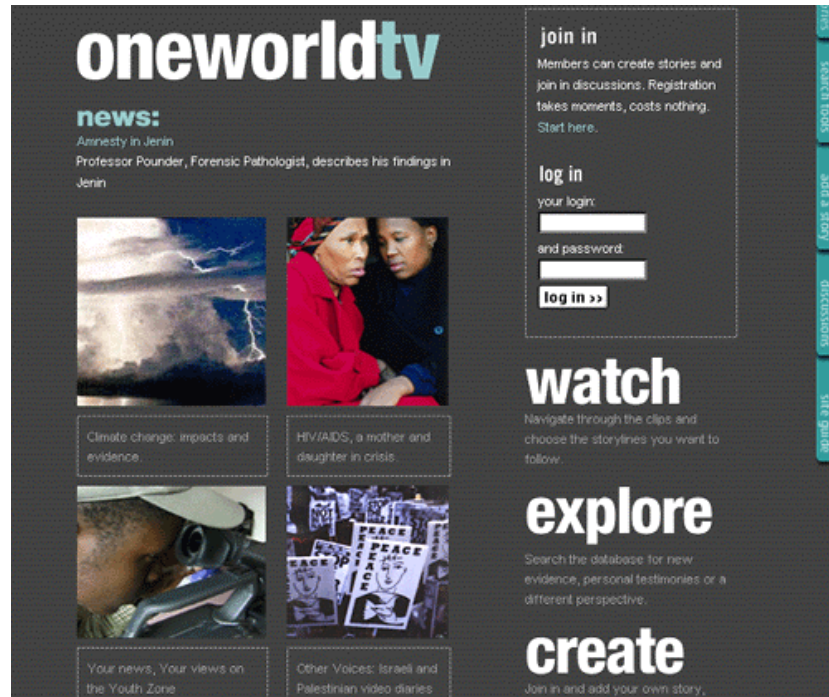 oneworldtv
news:
Amnesty in Jenin
Professor Pounder, Forensic Pathologist, describes his findings in
Jenin
Climate change: impacts and
evidence.
HIV/AIDS, a mother and
daughter in crisis.
PEACE
PEACE
PEACE
Your news, Your views on
the Youth Zone
Other Voices: Israeli and
Palestinian video diaries
join in
Members can create stories and
join in discussions. Registration
takes moments, costs nothing.
Start here.
log in
your login:
and password:
log in >>
watch
Navigate through the clips and
choose the storylines you want to
follow.
explore
Search the database for new
evidence, personal testimonies or a
different perspective.
create
Join in and add your own story,
search tools
add a story
discussions
site guide